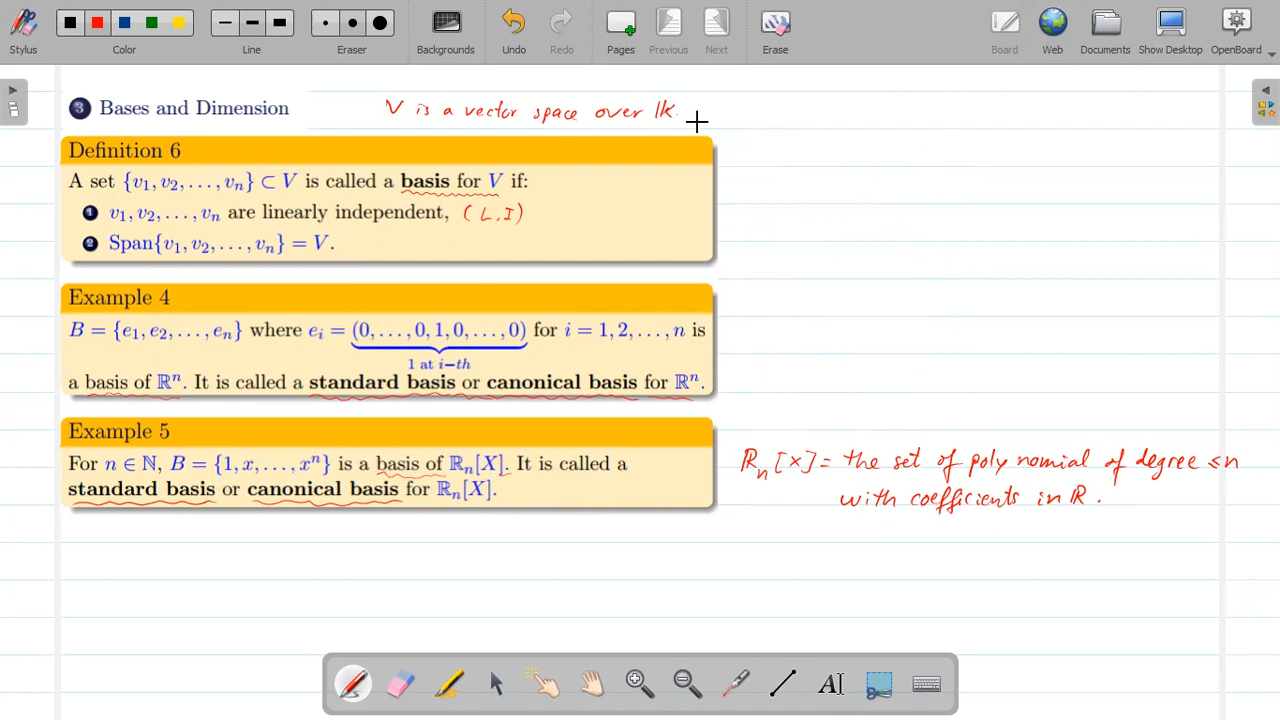 Stylus Color Line Eraser Backgrounds Undo Redo Pages Previous Next Erase Board Web Documents Show Desktop OpenBoard
3 Bases and Dimension
V is a vector space over 𝕂.
Definition 6
A set {v₁, v₂, . . . , vₙ} ⊂ V is called a basis for V if:
1 v₁, v₂, . . . , vₙ are linearly independent, (L.I)
2 Span{v₁, v₂, . . . , vₙ} = V.
Example 4
B = {e₁, e₂, . . . , eₙ} where eᵢ = (0, . . . , 0, 1, 0, . . . , 0) for i = 1, 2, . . . , n is
1 at i−th
a basis of ℝⁿ. It is called a standard basis or canonical basis for ℝⁿ.
Example 5
For n ∈ ℕ, B = {1, x, . . . , xⁿ} is a basis of ℝₙ[X]. It is called a
standard basis or canonical basis for ℝₙ[X].
ℝₙ[X] = the set of poly nomial of degree ≤n
with coefficients in ℝ.
A